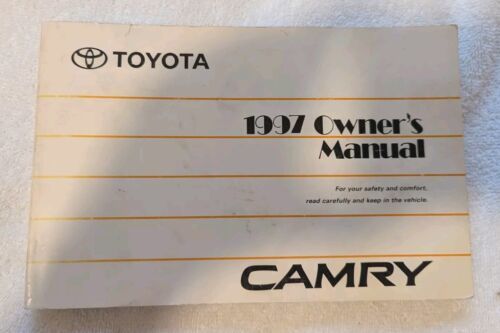 TOYOTA
1997 Owner's
Manual
For your safety and comfort,
read carefully and keep in the vehicle.
CAMRY